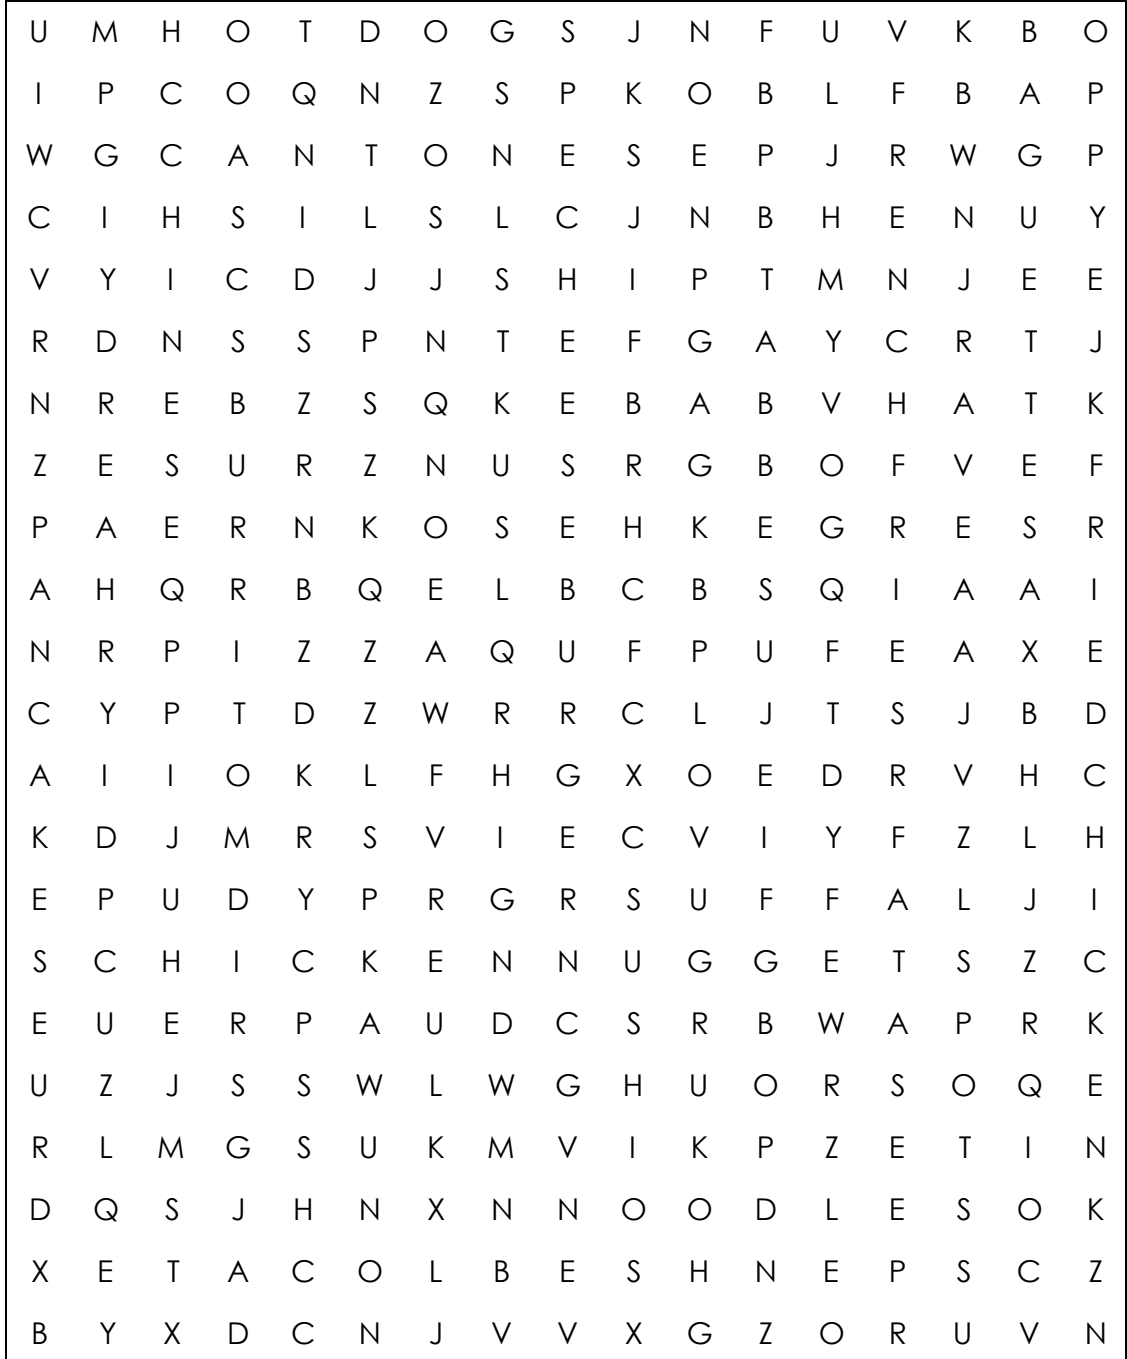 U M H O T D O G S J N F U V K B O
I P C O Q N Z S P K O B L F B A P
W G C A N T O N E S E P J R W G P
C I H S I L S L C J N B H E N U Y
V Y I C D J J S H I P T M N J E E
R D N S S P N T E F G A Y C R T J
N R E B Z S Q K E B A B V H A T K
Z E S U R Z N U S R G B O F V E F
P A E R N K O S E H K E G R E S R
A H Q R B Q E L B C B S Q I A A I
N R P I Z Z A Q U F P U F E A X E
C Y P T D Z W R R C L J T S J B D
A I I O K L F H G X O E D R V H C
K D J M R S V I E C V I Y F Z L H
E P U D Y P R G R S U F F A L J I
S C H I C K E N N U G G E T S Z C
E U E R P A U D C S R B W A P R K
U Z J S S W L W G H U O R S O Q E
R L M G S U K M V I K P Z E T I N
D Q S J H N X N N O O D L E S O K
X E T A C O L B E S H N E P S C Z
B Y X D C N J V V X G Z O R U V N